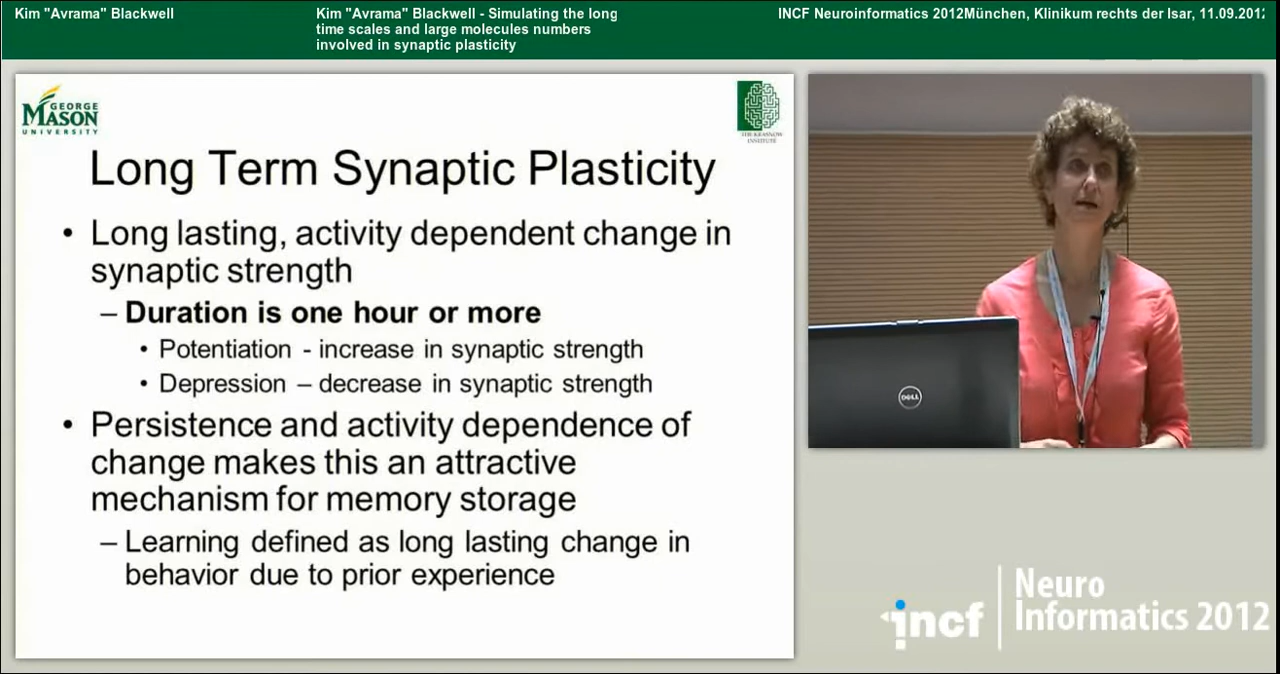 Kim "Avrama" Blackwell
Kim "Avrama" Blackwell - Simulating the long
time scales and large molecules numbers
involved in synaptic plasticity
INCF Neuroinformatics 2012München, Klinikum rechts der Isar, 11.09.2012
GEORGE
MASON
UNIVERSITY
THE KRASNOW
INSTITUTE
Long Term Synaptic Plasticity
• Long lasting, activity dependent change in
synaptic strength
– Duration is one hour or more
• Potentiation - increase in synaptic strength
• Depression – decrease in synaptic strength
• Persistence and activity dependence of
change makes this an attractive
mechanism for memory storage
– Learning defined as long lasting change in
behavior due to prior experience
DELL
incf
Neuro
Informatics 2012